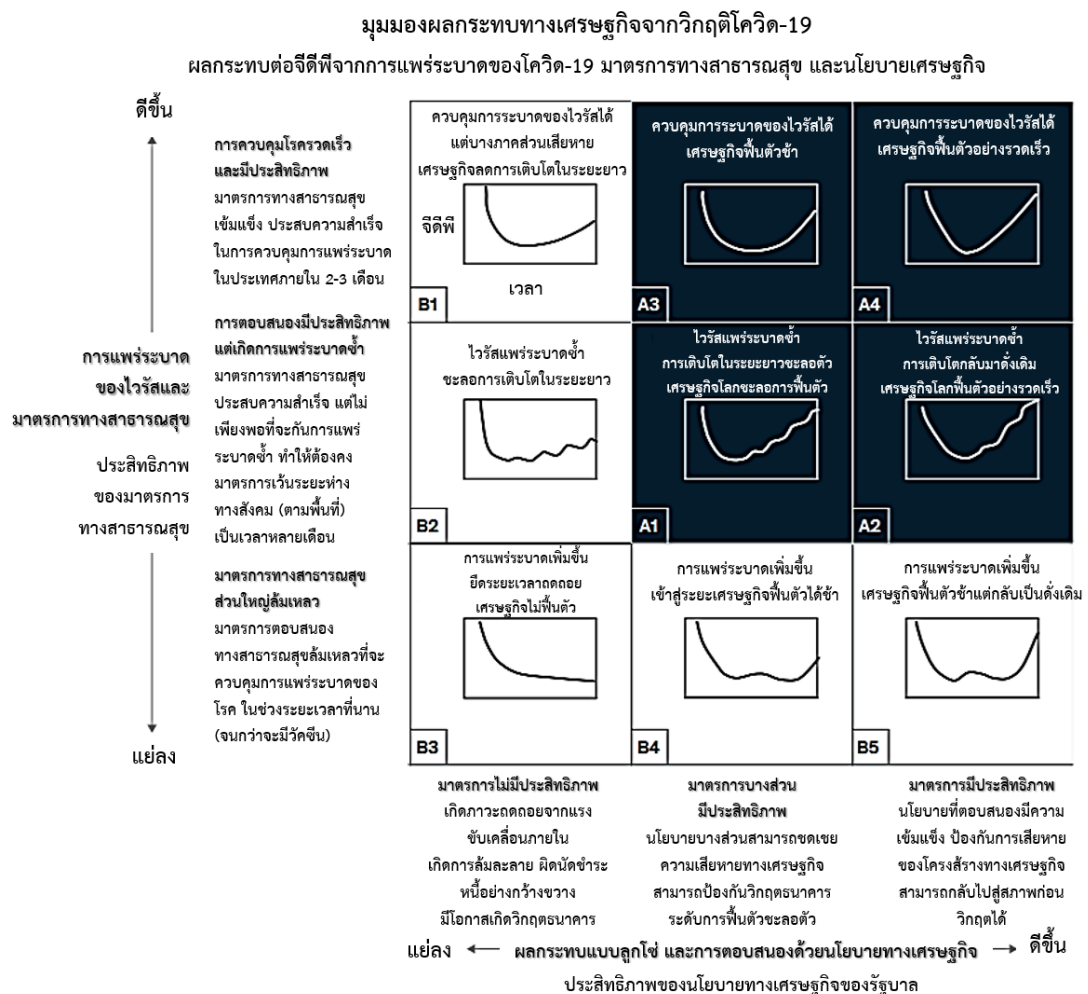 มุมมองผลกระทบทางเศรษฐกิจจากวิกฤติโควิด-19
ผลกระทบต่อจีดีพีจากการแพร่ระบาดของโควิด-19 มาตรการทางสาธารณสุข และนโยบายเศรษฐกิจ
ดีขึ้น
การแพร่ระบาด
ของไวรัสและ
มาตรการทางสาธารณสุข
ประสิทธิภาพ
ของมาตรการ
ทางสาธารณสุข
แย่ลง
การควบคุมโรครวดเร็ว
และมีประสิทธิภาพ
มาตรการทางสาธารณสุข
เข้มแข็ง ประสบความสำเร็จ
ในการควบคุมการแพร่ระบาด
ในประเทศภายใน 2-3 เดือน
การตอบสนองมีประสิทธิภาพ
แต่เกิดการแพร่ระบาดซ้ำ
มาตรการทางสาธารณสุข
ประสบความสำเร็จ แต่ไม่
เพียงพอที่จะกันการแพร่
ระบาดซ้ำ ทำให้ต้องคง
มาตรการเว้นระยะห่าง
ทางสังคม (ตามพื้นที่)
เป็นเวลาหลายเดือน
มาตรการทางสาธารณสุข
ส่วนใหญ่ล้มเหลว
มาตรการตอบสนอง
ทางสาธารณสุขล้มเหลวที่จะ
ควบคุมการแพร่ระบาดของ
โรค ในช่วงระยะเวลาที่นาน
(จนกว่าจะมีวัคซีน)
ควบคุมการระบาดของไวรัสได้
แต่บางภาคส่วนเสียหาย
เศรษฐกิจลดการเติบโตในระยะยาว
จีดีพี
เวลา
B1
ควบคุมการระบาดของไวรัสได้
เศรษฐกิจฟื้นตัวช้า
A3
ควบคุมการระบาดของไวรัสได้
เศรษฐกิจฟื้นตัวอย่างรวดเร็ว
A4
ไวรัสแพร่ระบาดซ้ำ
ชะลอการเติบโตในระยะยาว
B2
ไวรัสแพร่ระบาดซ้ำ
การเติบโตในระยะยาวชะลอตัว
เศรษฐกิจโลกชะลอการฟื้นตัว
A1
ไวรัสแพร่ระบาดซ้ำ
การเติบโตกลับมาดั่งเดิม
เศรษฐกิจโลกฟื้นตัวอย่างรวดเร็ว
A2
การแพร่ระบาดเพิ่มขึ้น
ยืดระยะเวลาถดถอย
เศรษฐกิจไม่ฟื้นตัว
B3
การแพร่ระบาดเพิ่มขึ้น
เข้าสู่ระยะเศรษฐกิจฟื้นตัวได้ช้า
B4
การแพร่ระบาดเพิ่มขึ้น
เศรษฐกิจฟื้นตัวช้าแต่กลับเป็นดั่งเดิม
B5
มาตรการไม่มีประสิทธิภาพ
เกิดภาวะถดถอยจากแรง
ขับเคลื่อนภายใน
เกิดการล้มละลาย ผิดนัดชำระ
หนี้อย่างกว้างขวาง
มีโอกาสเกิดวิกฤตธนาคาร
มาตรการบางส่วน
มีประสิทธิภาพ
นโยบายบางส่วนสามารถชดเชย
ความเสียหายทางเศรษฐกิจ
สามารถป้องกันวิกฤตธนาคาร
ระดับการฟื้นตัวชะลอตัว
มาตรการมีประสิทธิภาพ
นโยบายที่ตอบสนองมีความ
เข้มแข็ง ป้องกันการเสียหาย
ของโครงสร้างทางเศรษฐกิจ
สามารถกลับไปสู่สภาพก่อน
วิกฤตได้
แย่ลง ผลกระทบแบบลูกโซ่ และการตอบสนองด้วยนโยบายทางเศรษฐกิจ ดีขึ้น
ประสิทธิภาพของนโยบายทางเศรษฐกิจของรัฐบาล